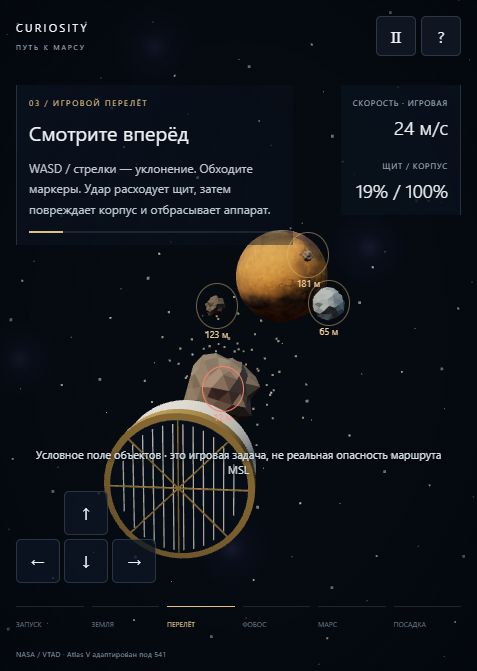 CURIOSITY
ПУТЬ К МАРСУ
II
?
03 / ИГРОВОЙ ПЕРЕЛЁТ
Смотрите вперёд
WASD / стрелки — уклонение. Обходите
маркеры. Удар расходует щит, затем
повреждает корпус и отбрасывает аппарат.
СКОРОСТЬ · ИГРОВАЯ
24 м/с
ЩИТ / КОРПУС
19% / 100%
181 м
123 м
65 м
Условное поле объектов · это игровая задача, не реальная опасность маршрута
MSL
↑
← ↓ →
ЗАПУСК ЗЕМЛЯ ПЕРЕЛЁТ ФОБОС МАРС ПОСАДКА
NASA / VTAD · Atlas V адаптирован под 541